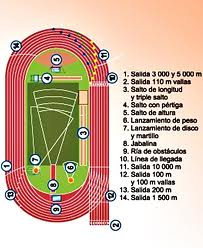 1. Salida 3 000 y 5 000 m
2. Salida 110 m vallas
3. Salto de longitud
y triple salto
4. Salto con pértiga
5. Salto de altura
6. Lanzamiento de peso
7. Lanzamiento de disco
y martillo
8. Jabalina
9. Ría de obstáculos
10. Línea de llegada
11. Salida 10 000 m
12. Salida 100 m
y 100 m vallas
13. Salida 200 m
14. Salida 1 500 m